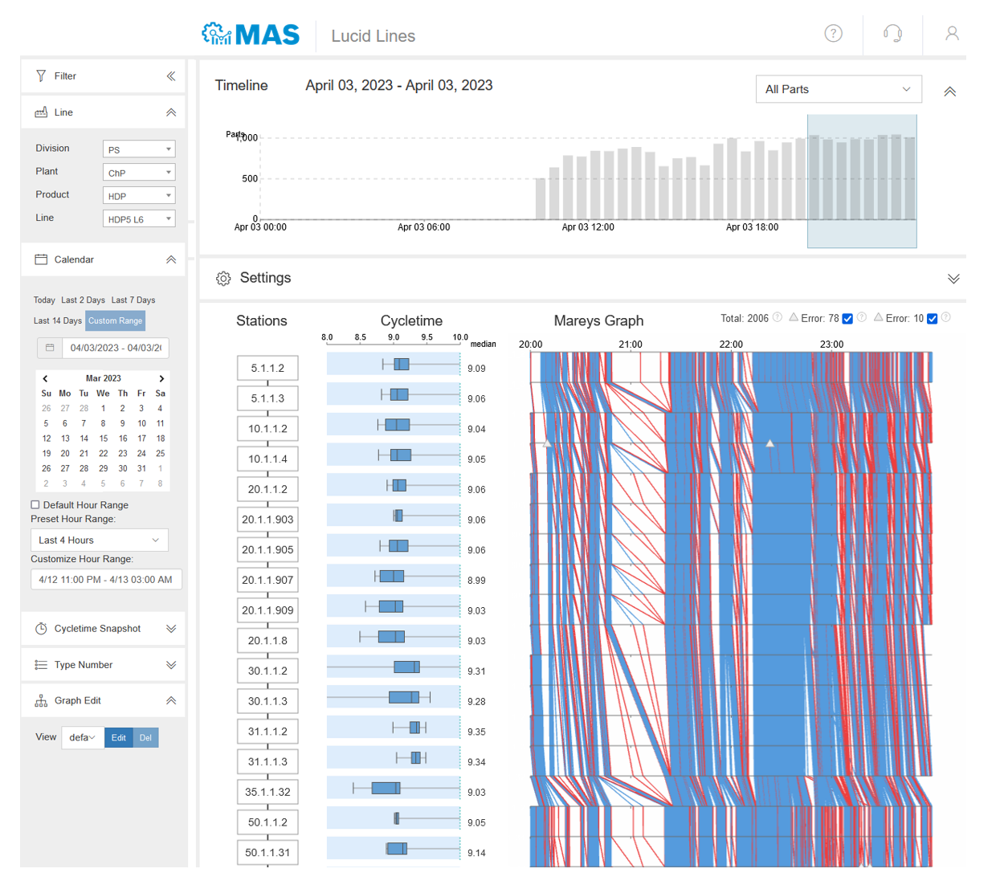 MAS
Lucid Lines
Filter
Line
Division
PS
Plant
ChP
Product
HDP
Line
HDP5 L6
Calendar
Today Last 2 Days Last 7 Days
Last 14 Days Custom Range
04/03/2023 - 04/03/20
Mar 2023
Su Mo Tu We Th Fr Sa
26 27 28 1 2 3 4
5 6 7 8 9 10 11
12 13 14 15 16 17 18
19 20 21 22 23 24 25
26 27 28 29 30 31 1
2 3 4 5 6 7 8
Default Hour Range
Preset Hour Range:
Last 4 Hours
Customize Hour Range:
4/12 11:00 PM - 4/13 03:00 AM
Cycletime Snapshot
Type Number
Graph Edit
View defa Edit Del
Timeline April 03, 2023 - April 03, 2023
All Parts
Parts
1,000
500
0
Apr 03 00:00 Apr 03 06:00 Apr 03 12:00 Apr 03 18:00
Settings
Stations Cycletime Mareys Graph
Total: 2006 ? Error: 78 ? Error: 10 ?
8.0 8.5 9.0 9.5 10.0 median
20:00 21:00 22:00 23:00
5.1.1.2 9.09
5.1.1.3 9.06
10.1.1.2 9.04
10.1.1.4 9.05
20.1.1.2 9.06
20.1.1.903 9.06
20.1.1.905 9.06
20.1.1.907 8.99
20.1.1.909 9.03
20.1.1.8 9.03
30.1.1.2 9.31
30.1.1.3 9.28
31.1.1.2 9.35
31.1.1.3 9.34
35.1.1.32 9.03
50.1.1.2 9.05
50.1.1.31 9.14